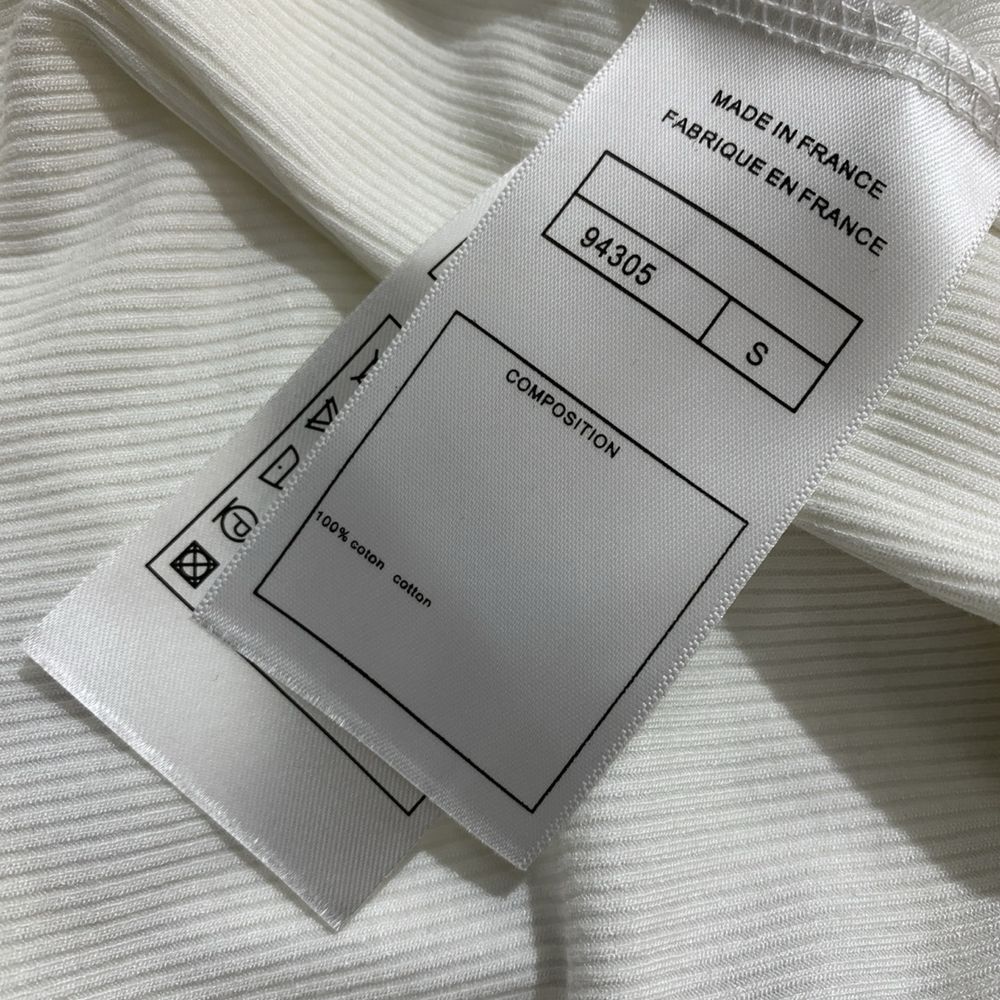 MADE IN FRANCE
FABRIQUE EN FRANCE
94305
S
COMPOSITION
100% coton cotton